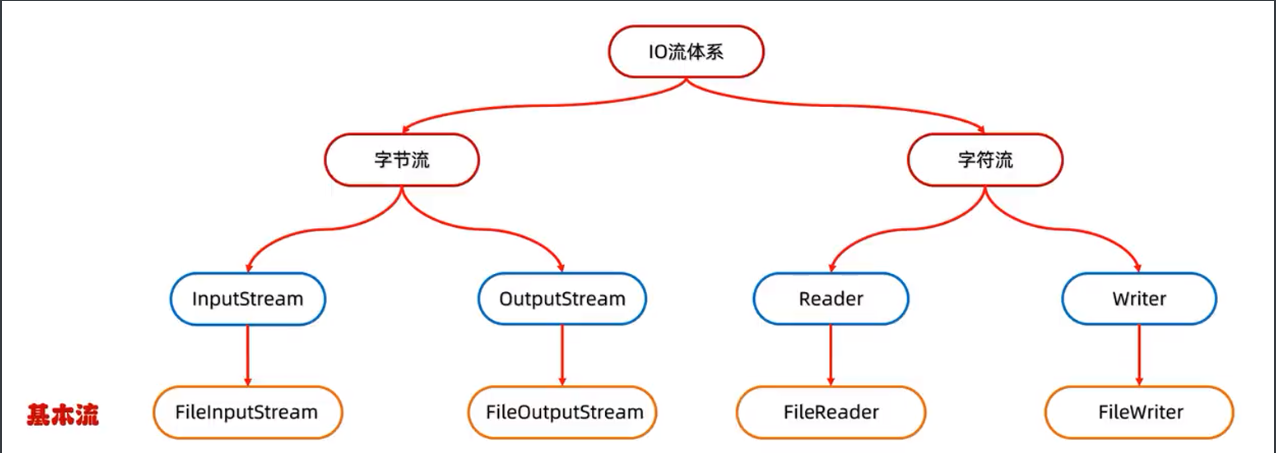 IO流体系
字节流
字符流
InputStream
OutputStream
Reader
Writer
基本流
FileInputStream
FileOutputStream
FileReader
FileWriter